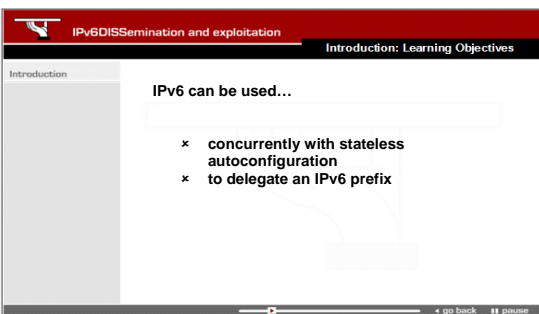 IPv6DISSemination and exploitation
Introduction: Learning Objectives
Introduction
IPv6 can be used…
× concurrently with stateless
autoconfiguration
× to delegate an IPv6 prefix
go back pause